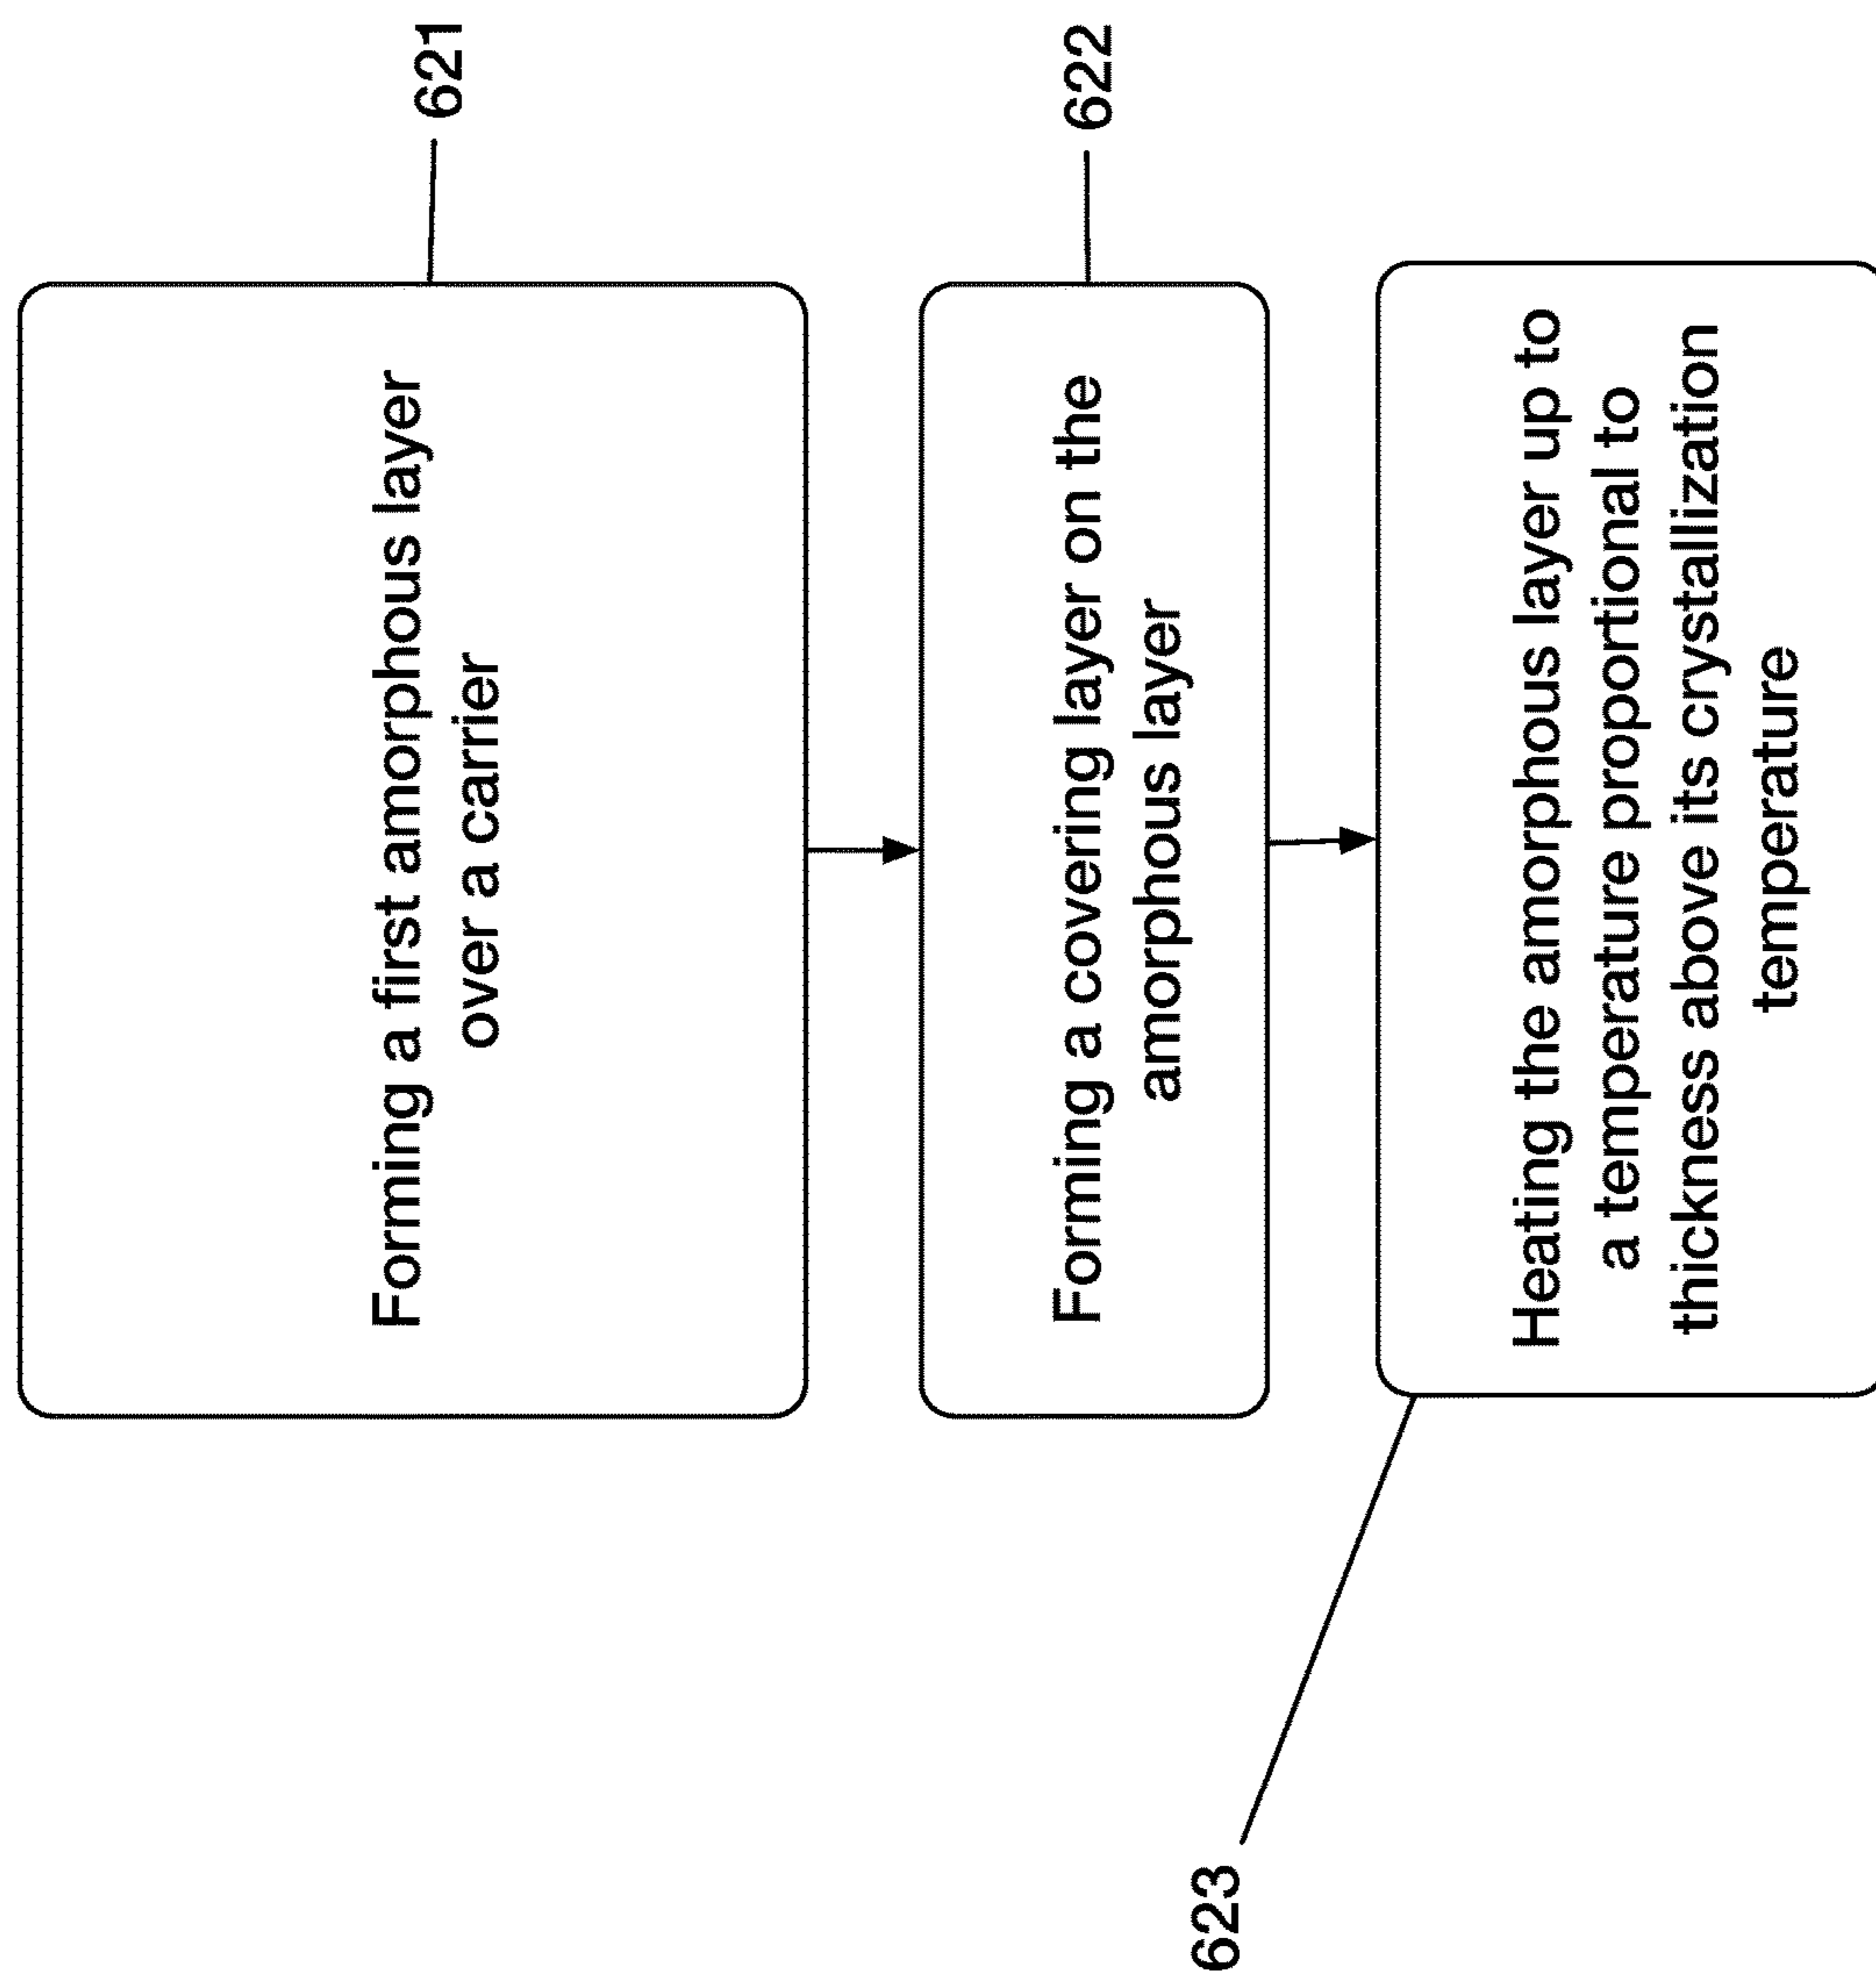 Forming a first amorphous layer
over a carrier
621
Forming a covering layer on the
amorphous layer
622
Heating the amorphous layer up to
a temperature proportional to
thickness above its crystallization
temperature
623